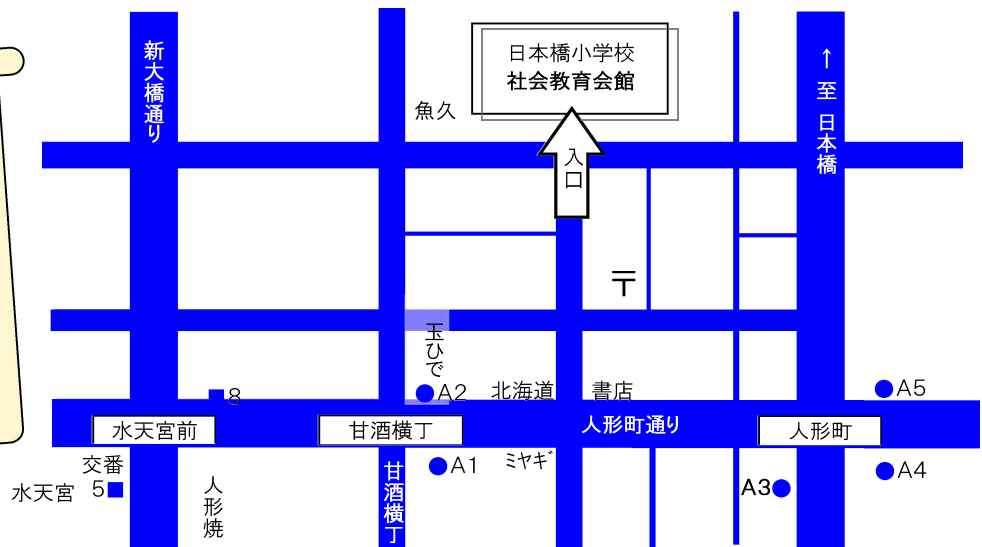 日本橋小学校
社会教育会館
新大橋通り
↑至 日本橋
魚久
入口
〒
玉ひで
8
A2
北海道
書店
A5
水天宮前
甘酒横丁
人形町通り
人形町
交番
水天宮
5
人形焼
甘酒横丁
A1
ミヤギ
A3
A4